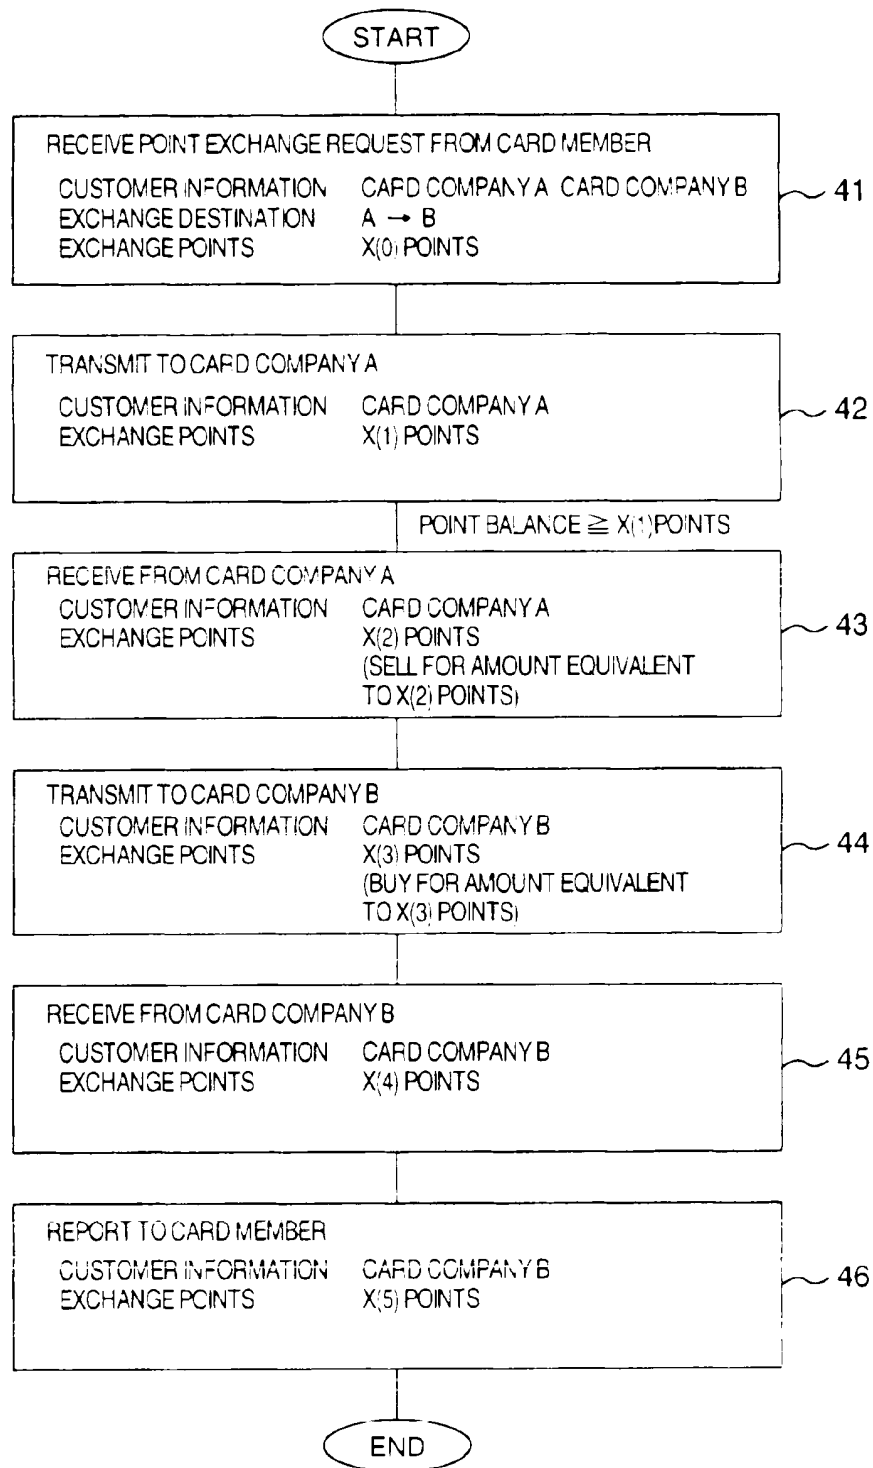 START
RECEIVE POINT EXCHANGE REQUEST FROM CARD MEMBER
CUSTOMER INFORMATION CARD COMPANY A CARD COMPANY B
EXCHANGE DESTINATION A → B
EXCHANGE POINTS X(0) POINTS
41
TRANSMIT TO CARD COMPANY A
CUSTOMER INFORMATION CARD COMPANY A
EXCHANGE POINTS X(1) POINTS
42
POINT BALANCE ≧ X(1) POINTS
RECEIVE FROM CARD COMPANY A
CUSTOMER INFORMATION CARD COMPANY A
EXCHANGE POINTS X(2) POINTS
(SELL FOR AMOUNT EQUIVALENT
TO X(2) POINTS)
43
TRANSMIT TO CARD COMPANY B
CUSTOMER INFORMATION CARD COMPANY B
EXCHANGE POINTS X(3) POINTS
(BUY FOR AMOUNT EQUIVALENT
TO X(3) POINTS)
44
RECEIVE FROM CARD COMPANY B
CUSTOMER INFORMATION CARD COMPANY B
EXCHANGE POINTS X(4) POINTS
45
REPORT TO CARD MEMBER
CUSTOMER INFORMATION CARD COMPANY B
EXCHANGE POINTS X(5) POINTS
46
END